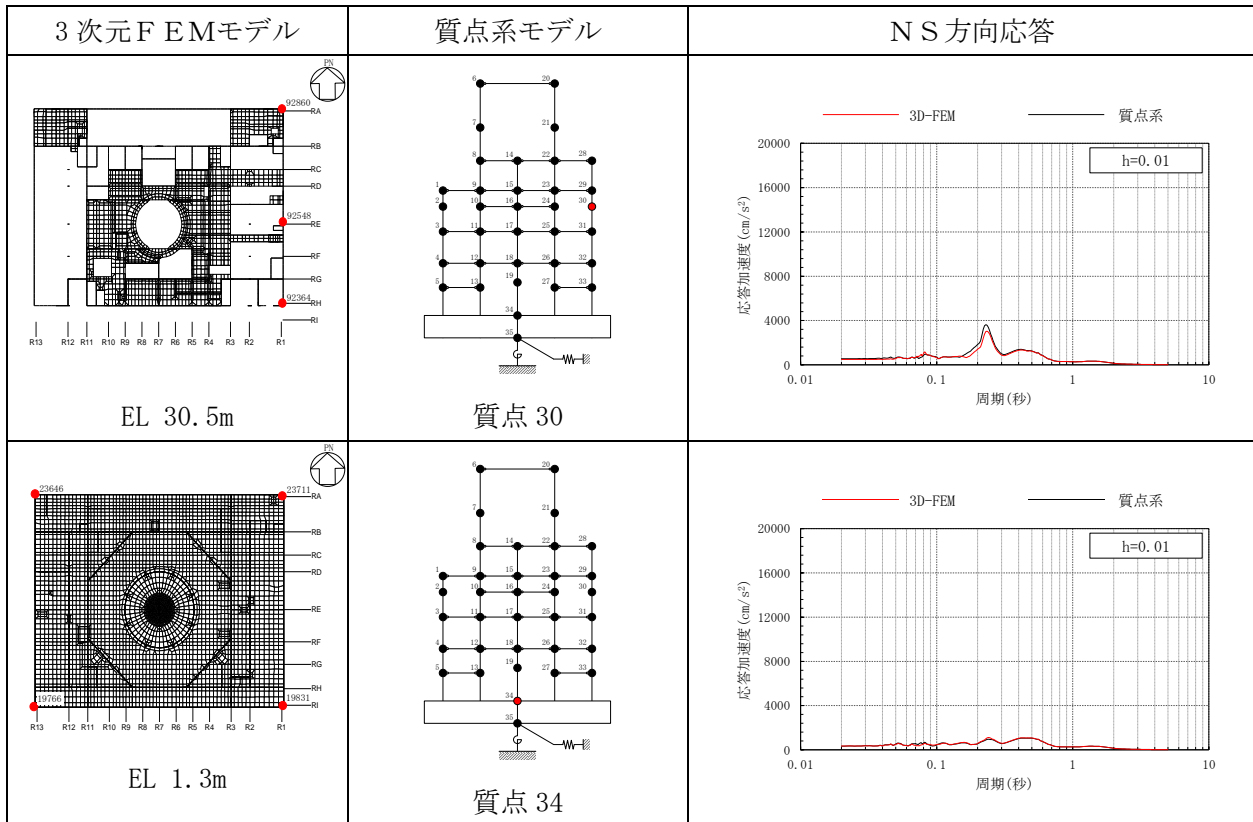 3次元ＦＥＭモデル
質点系モデル
ＮＳ方向応答
PN
92860
RA
RB
RC
RD
92548
RE
RF
RG
92364
RH
RI
R13 R12 R11 R10 R9 R8 R7 R6 R5 R4 R3 R2 R1
EL 30.5m
6 20
7 21
8 14 22 28
1 9 15 23 29
2 10 16 24 30
3 11 17 25 31
4 12 18 26 32
19
5 13 27 33
34
35
質点 30
3D-FEM 質点系
h=0.01
応答加速度(cm/s²)
20000
16000
12000
8000
4000
0
0.01 0.1 1 10
周期(秒)
PN
23646
23711
RA
RB
RC
RD
RE
RF
RG
RH
19766
19831
RI
R13 R12 R11 R10 R9 R8 R7 R6 R5 R4 R3 R2 R1
EL 1.3m
6 20
7 21
8 14 22 28
1 9 15 23 29
2 10 16 24 30
3 11 17 25 31
4 12 18 26 32
19
5 13 27 33
34
35
質点 34
3D-FEM 質点系
h=0.01
応答加速度(cm/s²)
20000
16000
12000
8000
4000
0
0.01 0.1 1 10
周期(秒)